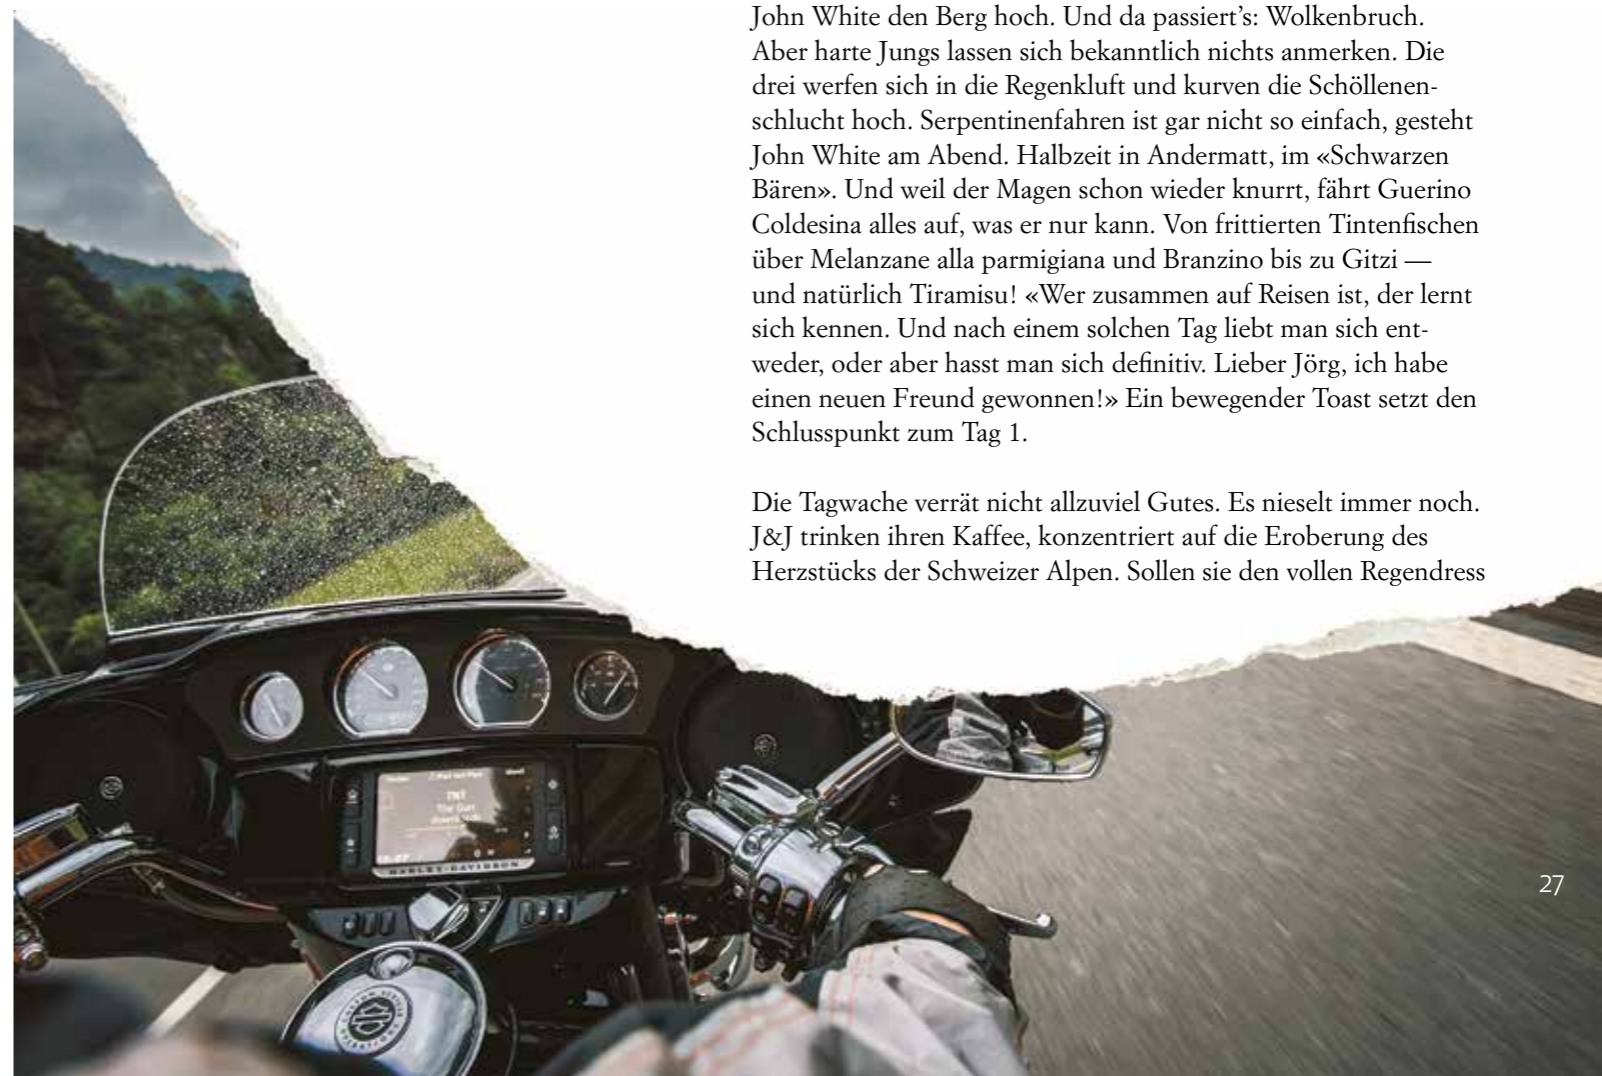 John White den Berg hoch. Und da passiert’s: Wolkenbruch.
Aber harte Jungs lassen sich bekanntlich nichts anmerken. Die
drei werfen sich in die Regenkluft und kurven die Schöllenen-
schlucht hoch. Serpentinenfahren ist gar nicht so einfach, gesteht
John White am Abend. Halbzeit in Andermatt, im «Schwarzen
Bären». Und weil der Magen schon wieder knurrt, fährt Guerino
Coldesina alles auf, was er nur kann. Von frittierten Tintenfischen
über Melanzane alla parmigiana und Branzino bis zu Gitzi —
und natürlich Tiramisu! «Wer zusammen auf Reisen ist, der lernt
sich kennen. Und nach einem solchen Tag liebt man sich ent-
weder, oder aber hasst man sich definitiv. Lieber Jörg, ich habe
einen neuen Freund gewonnen!» Ein bewegender Toast setzt den
Schlusspunkt zum Tag 1.
Die Tagwache verrät nicht allzuviel Gutes. Es nieselt immer noch.
J&J trinken ihren Kaffee, konzentriert auf die Eroberung des
Herzstücks der Schweizer Alpen. Sollen sie den vollen Regendress
TNT
HARLEY-DAVIDSON
27